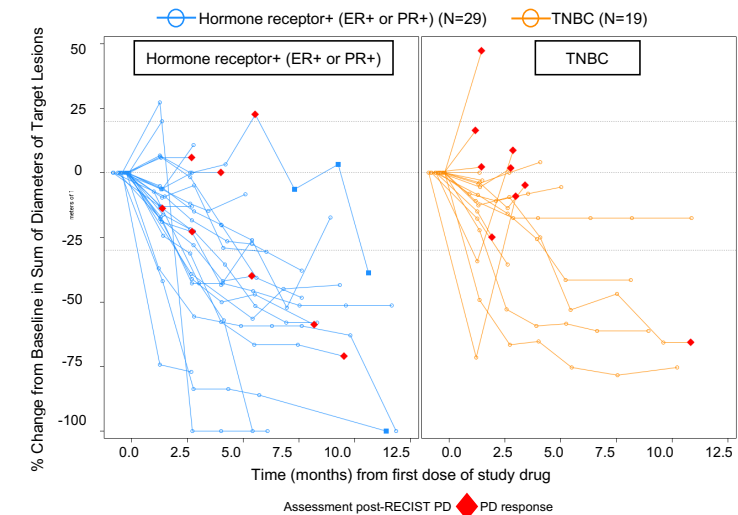 Hormone receptor+ (ER+ or PR+) (N=29) TNBC (N=19)
% Change from Baseline in Sum of Diameters of Target Lesions
meters of T
Hormone receptor+ (ER+ or PR+) TNBC
50
25
0
-25
-50
-75
-100
0.0 2.5 5.0 7.5 10.0 12.5 0.0 2.5 5.0 7.5 10.0 12.5
Time (months) from first dose of study drug
Assessment post-RECIST PD PD response